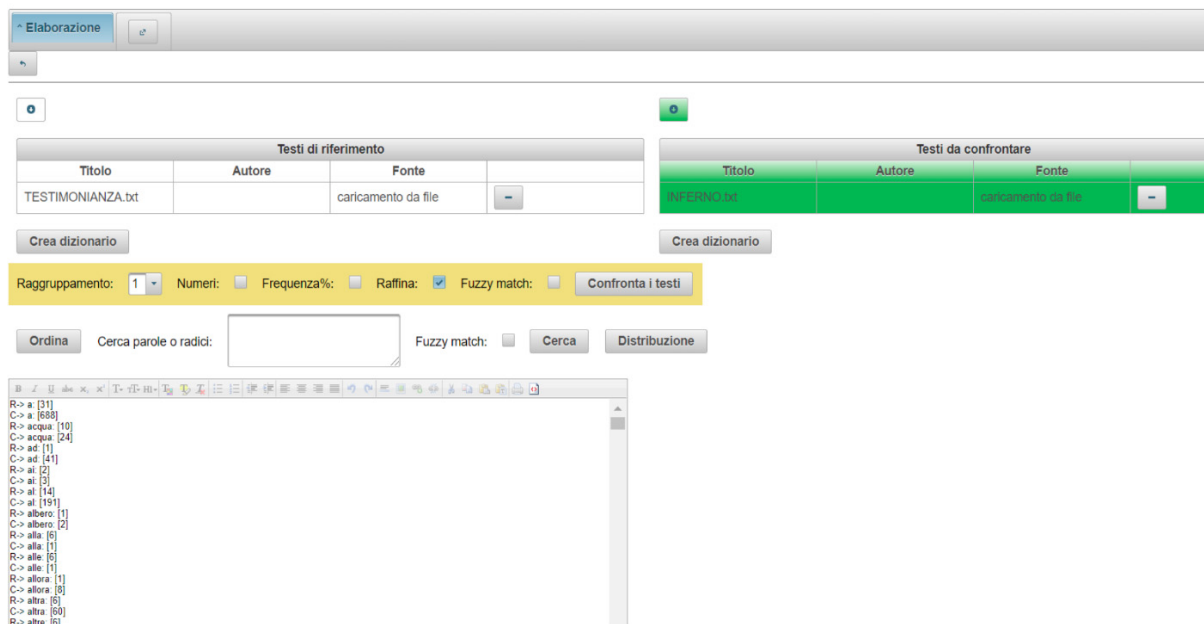 ^ Elaborazione
Testi di riferimento
Titolo Autore Fonte
TESTIMONIANZA.txt caricamento da file -
Crea dizionario
Testi da confrontare
Titolo Autore Fonte
INFERNO.txt caricamento da file -
Crea dizionario
Raggruppamento: 1 Numeri: Frequenza%: Raffina: Fuzzy match: Confronta i testi
Ordina Cerca parole o radici: Fuzzy match: Cerca Distribuzione
R-> a: [31]
C-> a: [688]
R-> acqua: [10]
C-> acqua: [24]
R-> ad: [1]
C-> ad: [41]
R-> ai: [2]
C-> ai: [3]
R-> al: [14]
C-> al: [191]
R-> albero: [1]
C-> albero: [2]
R-> alla: [6]
C-> alla: [1]
R-> alle: [6]
C-> alle: [1]
R-> allora: [1]
C-> allora: [8]
R-> altra: [6]
C-> altra: [60]
R-> altre: [6]